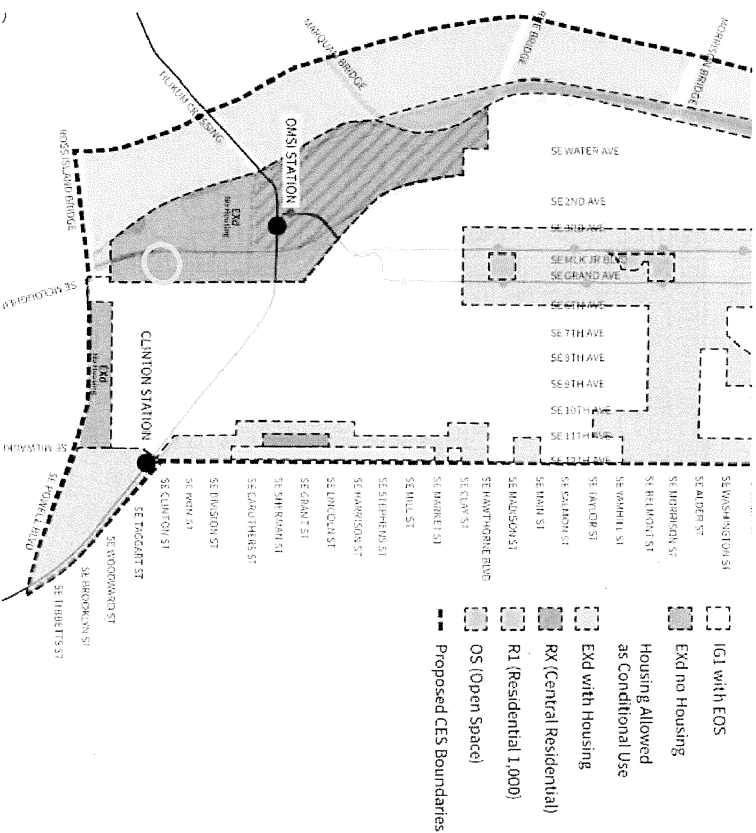 )
MORRISON BRIDGE
MARQUAM BRIDGE
TILIKUM CROSSING
ROSS ISLAND BRIDGE
OMSI STATION
EXd
No Housing
SE WATER AVE
SE 2ND AVE
SE 3RD AVE
SE MLK JR BLVD
SE GRAND AVE
SE 6TH AVE
SE 7TH AVE
SE 8TH AVE
SE 9TH AVE
SE 10TH AVE
SE 11TH AVE
SE 12TH AVE
SE MCLOUGHLIN
EXd
No Housing
CLINTON STATION
SE MILWAUKI
SE POWELL BLVD
SE TIBBETTS ST
SE BROOKLYN ST
SE WOODWARD ST
SE TAGGART ST
SE CLINTON ST
SE IVON ST
SE DIVISION ST
SE CARUTHERS ST
SE SHERMAN ST
SE GRANT ST
SE LINCOLN ST
SE HARRISON ST
SE STEPHENS ST
SE MILL ST
SE MARKET ST
SE CLAY ST
SE HAWTHORNE BLVD
SE MADISON ST
SE MAIN ST
SE SALMON ST
SE TAYLOR ST
SE YAMHILL ST
SE BELMONT ST
SE MORRISON ST
SE ALDER ST
SE WASHINGTON ST
IG1 with EOS
EXd no Housing
Housing Allowed
as Conditional Use
EXd with Housing
RX (Central Residential)
R1 (Residential 1,000)
OS (Open Space)
Proposed CES Boundaries